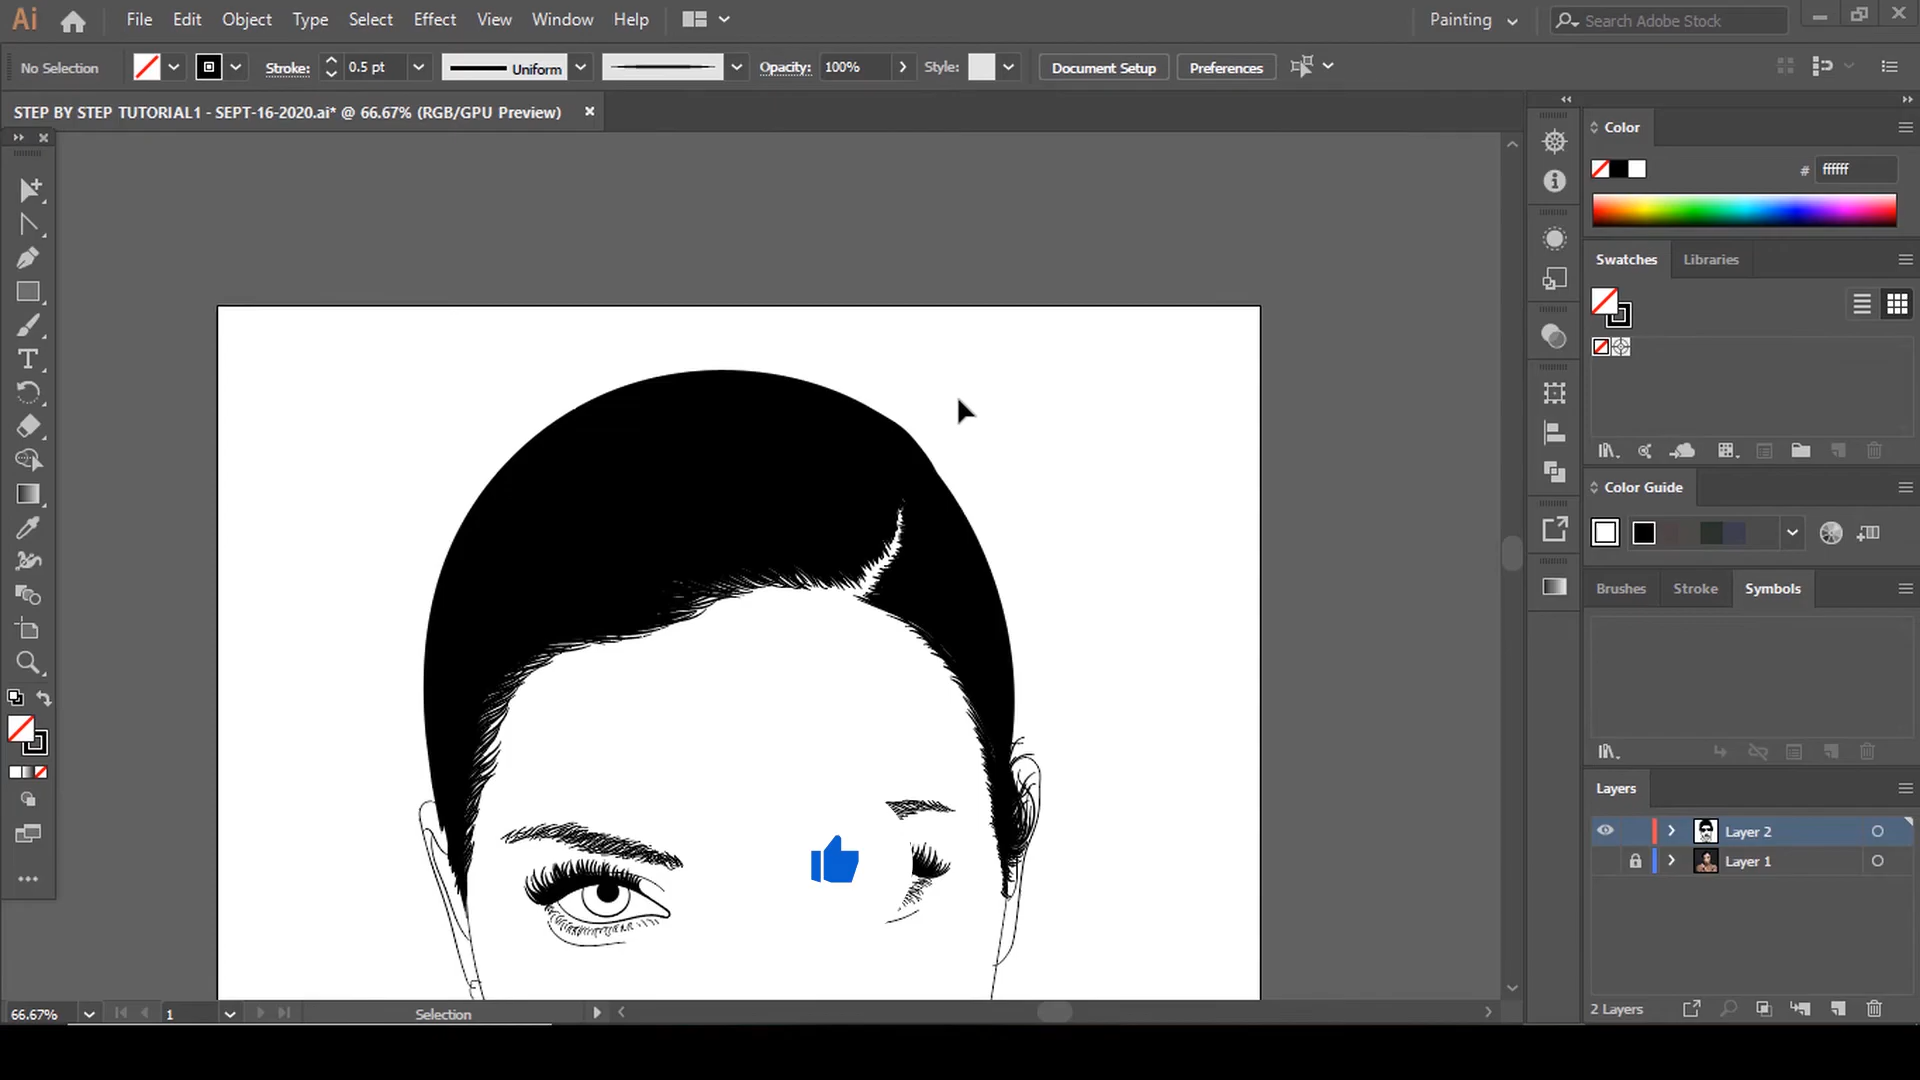 Ai File Edit Object Type Select Effect View Window Help Painting Search Adobe Stock
No Selection Stroke: 0.5 pt Uniform Opacity: 100% Style: Document Setup Preferences
STEP BY STEP TUTORIAL1 - SEPT-16-2020.ai* @ 66.67% (RGB/GPU Preview)
Color
# ffffff
Swatches Libraries
Color Guide
Brushes Stroke Symbols
Layers
Layer 2
Layer 1
2 Layers
66.67% 1 Selection